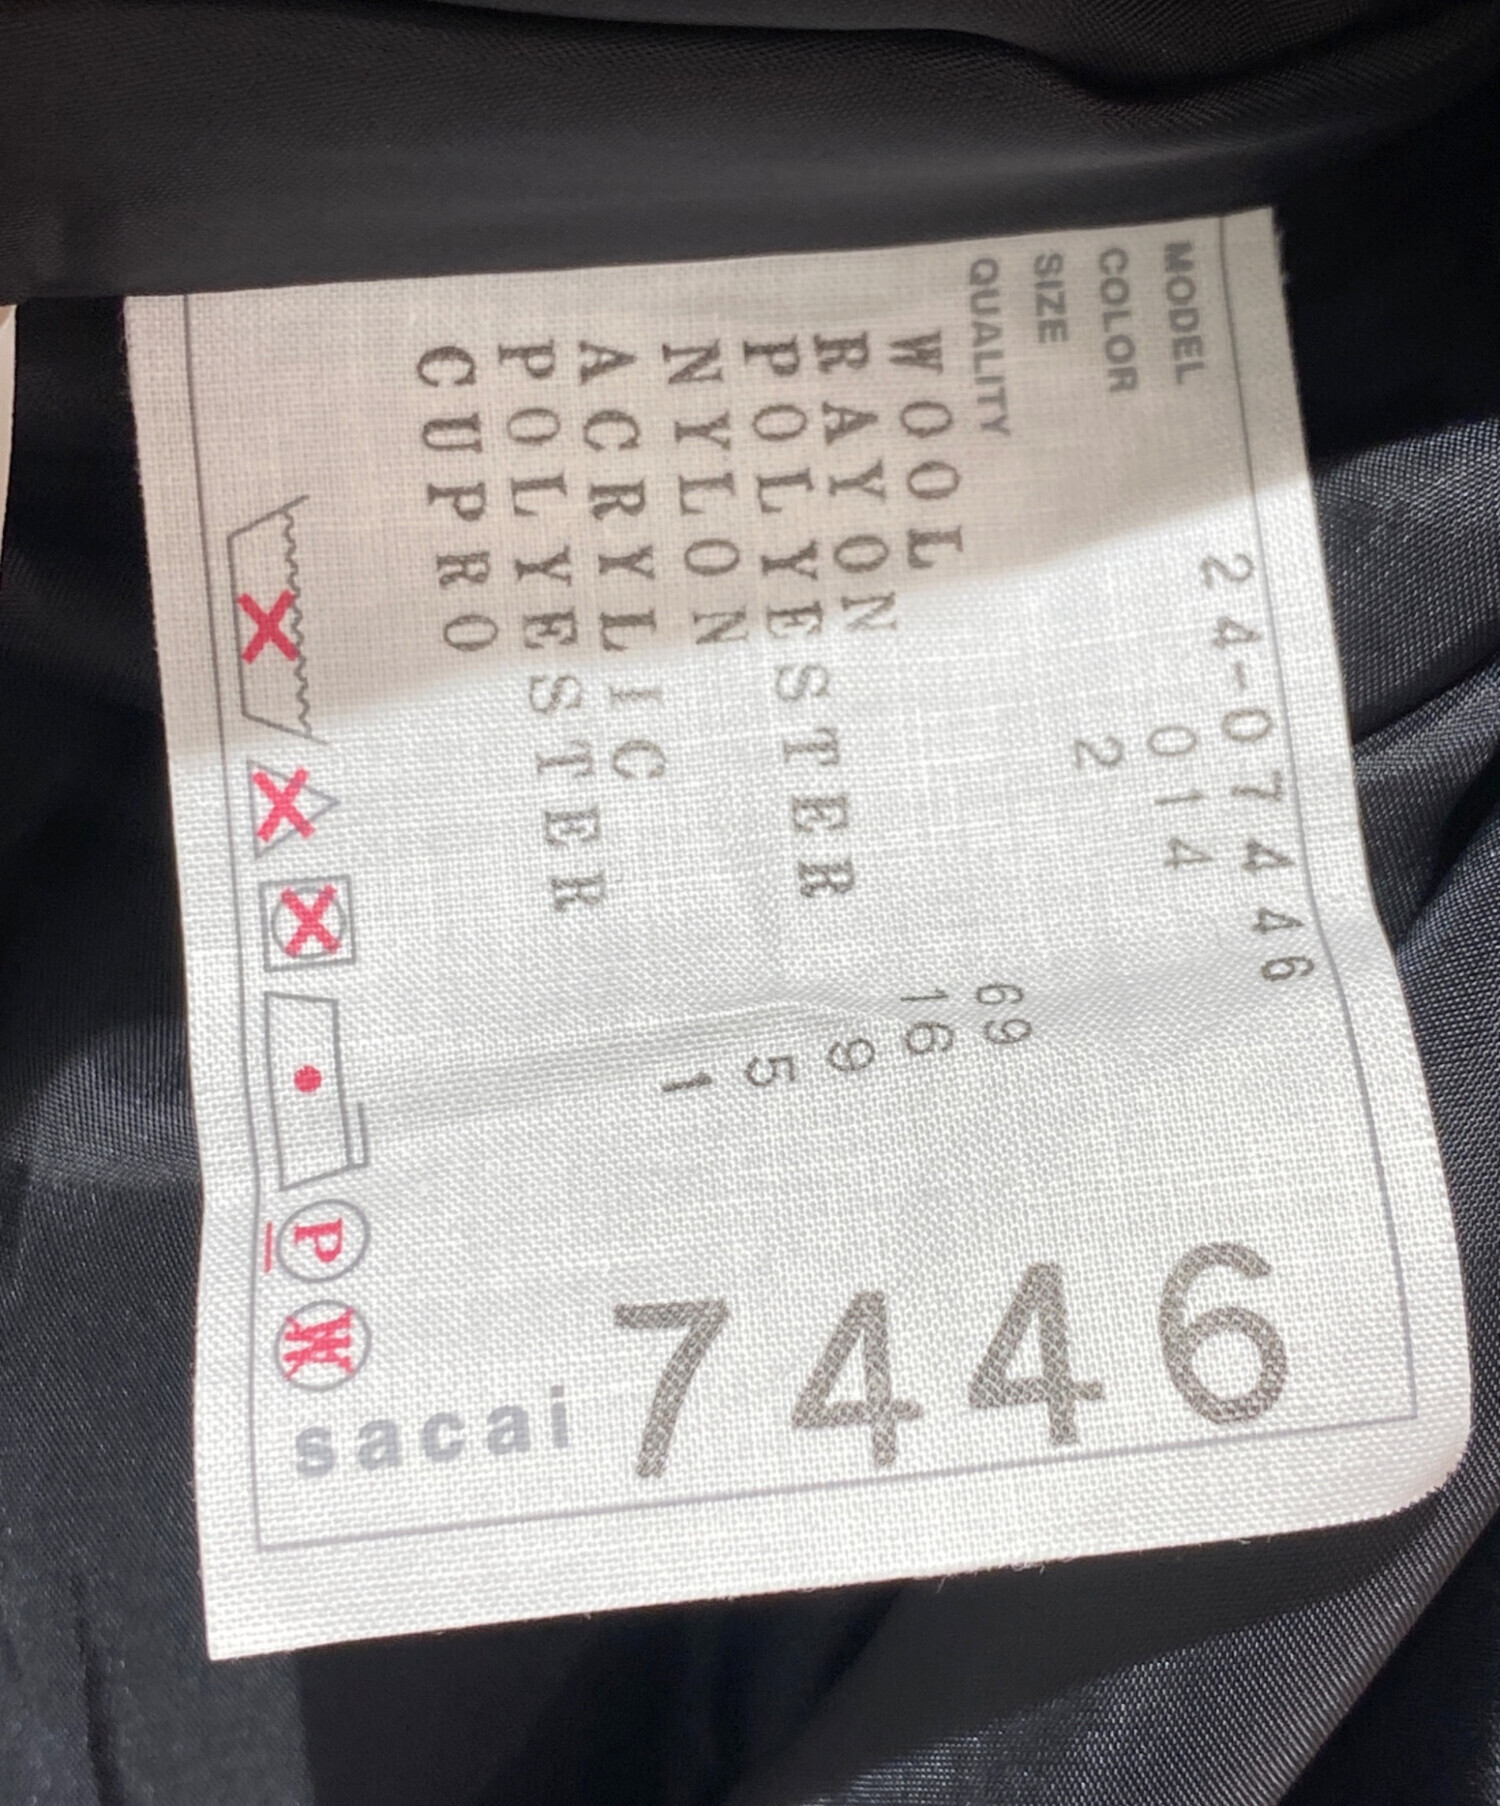 MODEL 24-07446
COLOR 014
SIZE 2
QUALITY
WOOL 69
RAYON 16
POLYESTER 9
NYLON 5
ACRYLIC 1
POLYESTER
CUPRO
P
W
sacai
7446